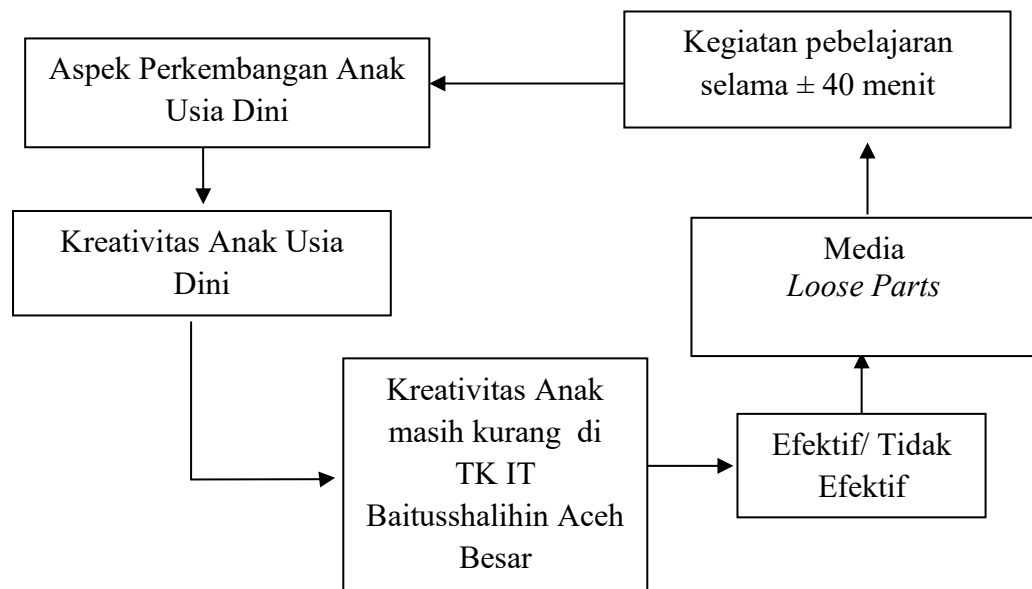 Aspek Perkembangan Anak
Usia Dini
Kegiatan pebelajaran
selama ± 40 menit
Kreativitas Anak Usia
Dini
Media
Loose Parts
Kreativitas Anak
masih kurang di
TK IT
Baitusshalihin Aceh
Besar
Efektif/ Tidak
Efektif